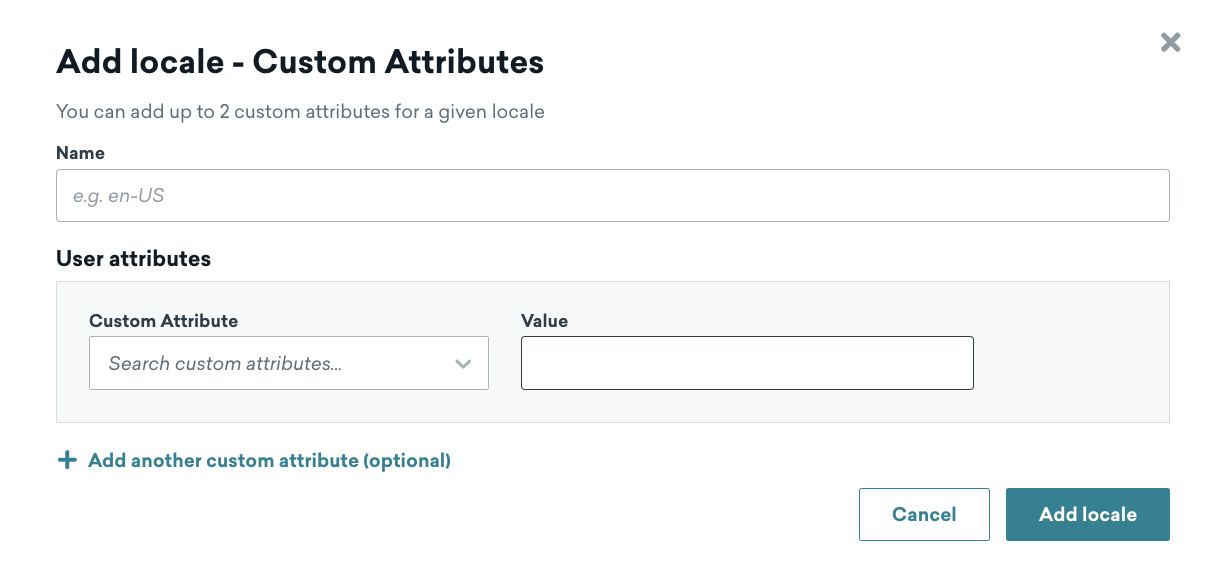 Add locale - Custom Attributes
You can add up to 2 custom attributes for a given locale
Name
e.g. en-US
User attributes
Custom Attribute
Value
Search custom attributes...
Add another custom attribute (optional)
Cancel
Add locale